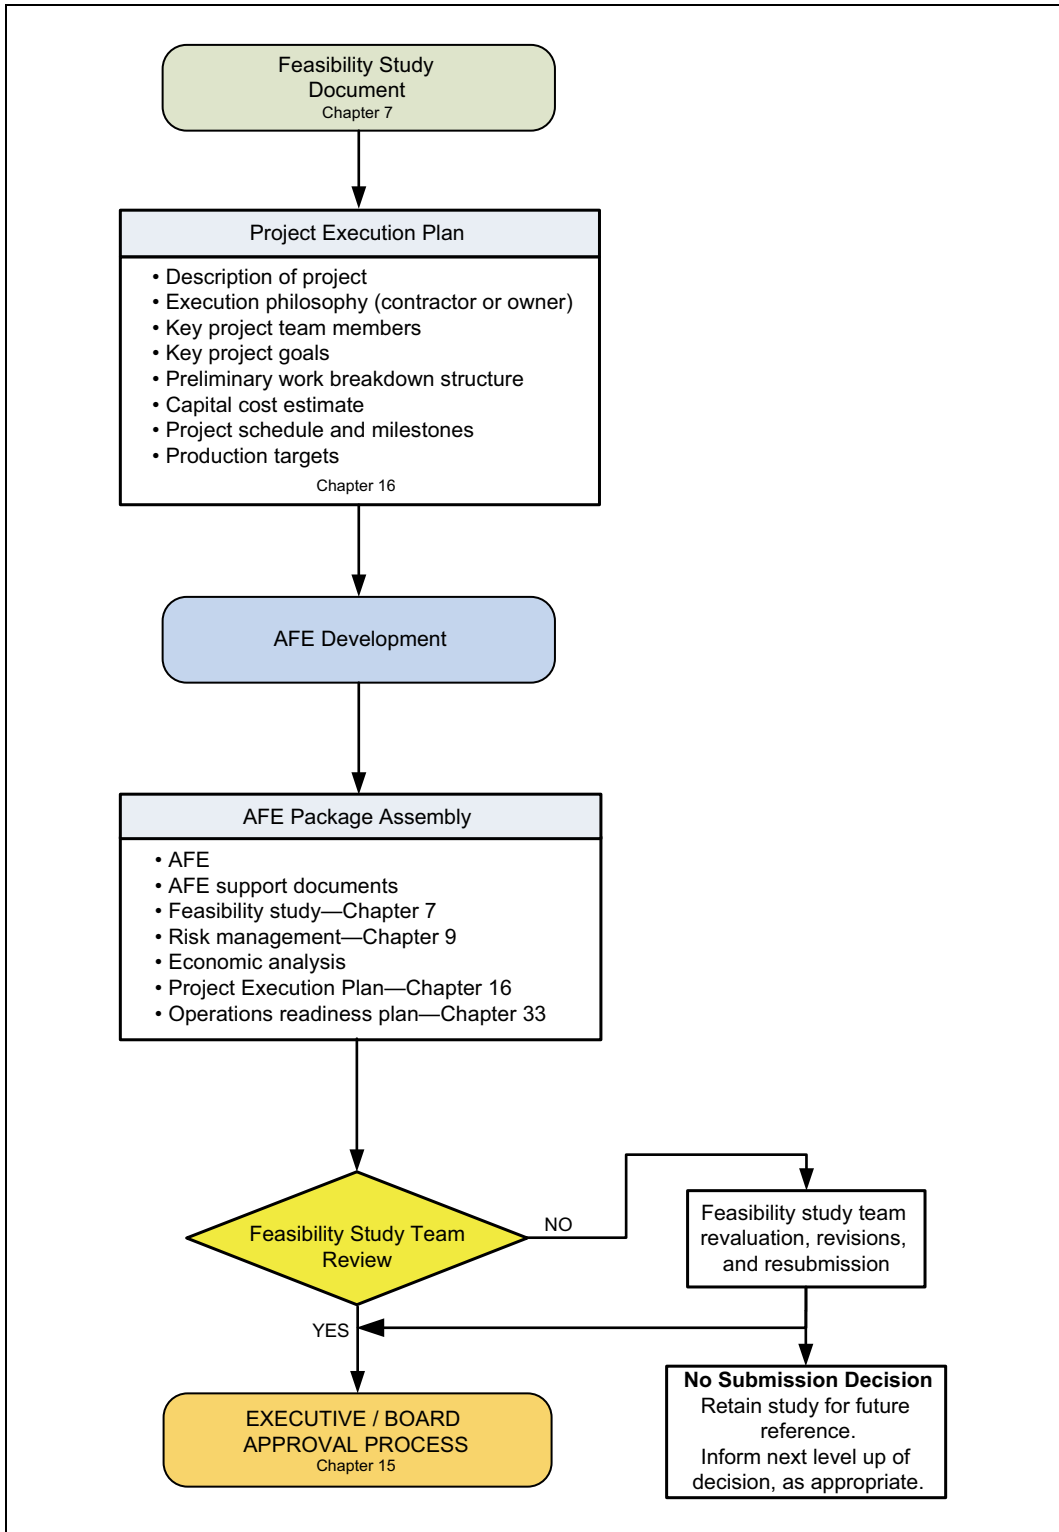 Feasibility Study
Document
Chapter 7
Project Execution Plan
• Description of project
• Execution philosophy (contractor or owner)
• Key project team members
• Key project goals
• Preliminary work breakdown structure
• Capital cost estimate
• Project schedule and milestones
• Production targets
Chapter 16
AFE Development
AFE Package Assembly
• AFE
• AFE support documents
• Feasibility study—Chapter 7
• Risk management—Chapter 9
• Economic analysis
• Project Execution Plan—Chapter 16
• Operations readiness plan—Chapter 33
Feasibility Study Team
Review
NO
Feasibility study team
revaluation, revisions,
and resubmission
YES
No Submission Decision
Retain study for future
reference.
Inform next level up of
decision, as appropriate.
EXECUTIVE / BOARD
APPROVAL PROCESS
Chapter 15